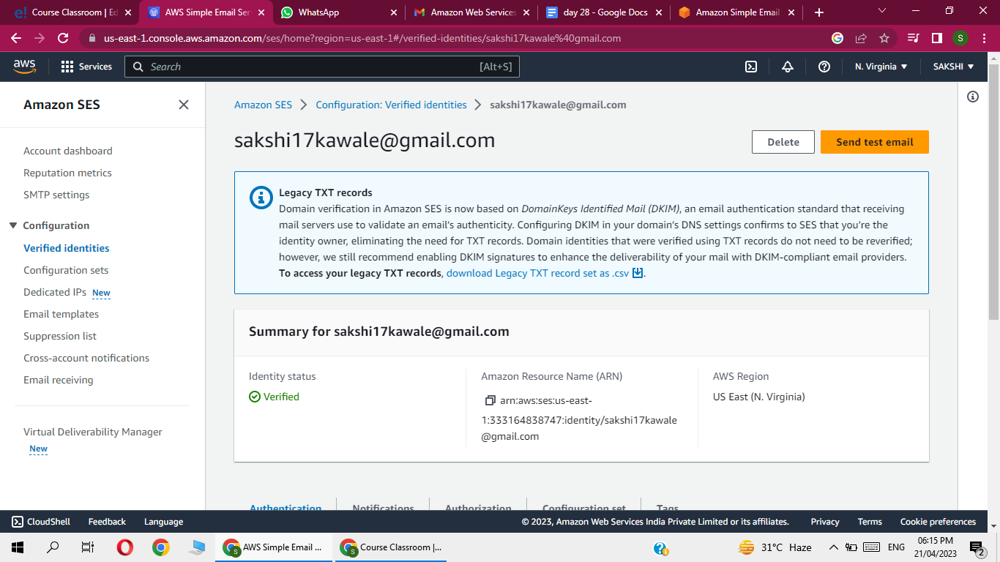 Course Classroom | Ed
AWS Simple Email Ser
WhatsApp
Amazon Web Services
day 28 - Google Docs
Amazon Simple Email
us-east-1.console.aws.amazon.com/ses/home?region=us-east-1#/verified-identities/sakshi17kawale%40gmail.com
S
aws
Services
Search
[Alt+S]
N. Virginia
SAKSHI
Amazon SES
Account dashboard
Reputation metrics
SMTP settings
Configuration
Verified identities
Configuration sets
Dedicated IPs New
Email templates
Suppression list
Cross-account notifications
Email receiving
Virtual Deliverability Manager
New
Amazon SES
Configuration: Verified identities
sakshi17kawale@gmail.com
sakshi17kawale@gmail.com
Delete
Send test email
Legacy TXT records
Domain verification in Amazon SES is now based on DomainKeys Identified Mail (DKIM), an email authentication standard that receiving
mail servers use to validate an email's authenticity. Configuring DKIM in your domain's DNS settings confirms to SES that you're the
identity owner, eliminating the need for TXT records. Domain identities that were verified using TXT records do not need to be reverified;
however, we still recommend enabling DKIM signatures to enhance the deliverability of your mail with DKIM-compliant email providers.
To access your legacy TXT records, download Legacy TXT record set as .csv .
Summary for sakshi17kawale@gmail.com
Identity status
Verified
Amazon Resource Name (ARN)
arn:aws:ses:us-east-
1:333164838747:identity/sakshi17kawale
@gmail.com
AWS Region
US East (N. Virginia)
Authentication
Notifications
Authorization
Configuration set
Tags
CloudShell
Feedback
Language
© 2023, Amazon Web Services India Private Limited or its affiliates.
Privacy
Terms
Cookie preferences
AWS Simple Email ...
Course Classroom |...
31°C Haze
ENG
06:15 PM
21/04/2023
2